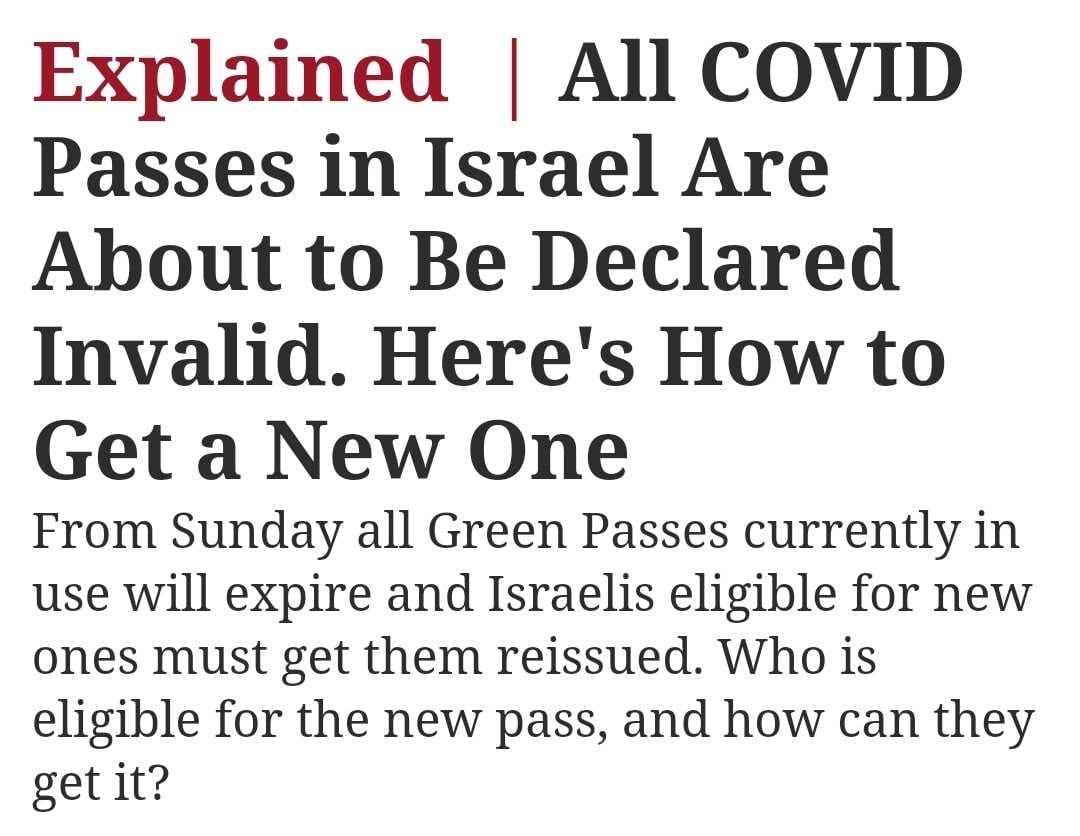 Explained | All COVID
Passes in Israel Are
About to Be Declared
Invalid. Here's How to
Get a New One
From Sunday all Green Passes currently in
use will expire and Israelis eligible for new
ones must get them reissued. Who is
eligible for the new pass, and how can they
get it?